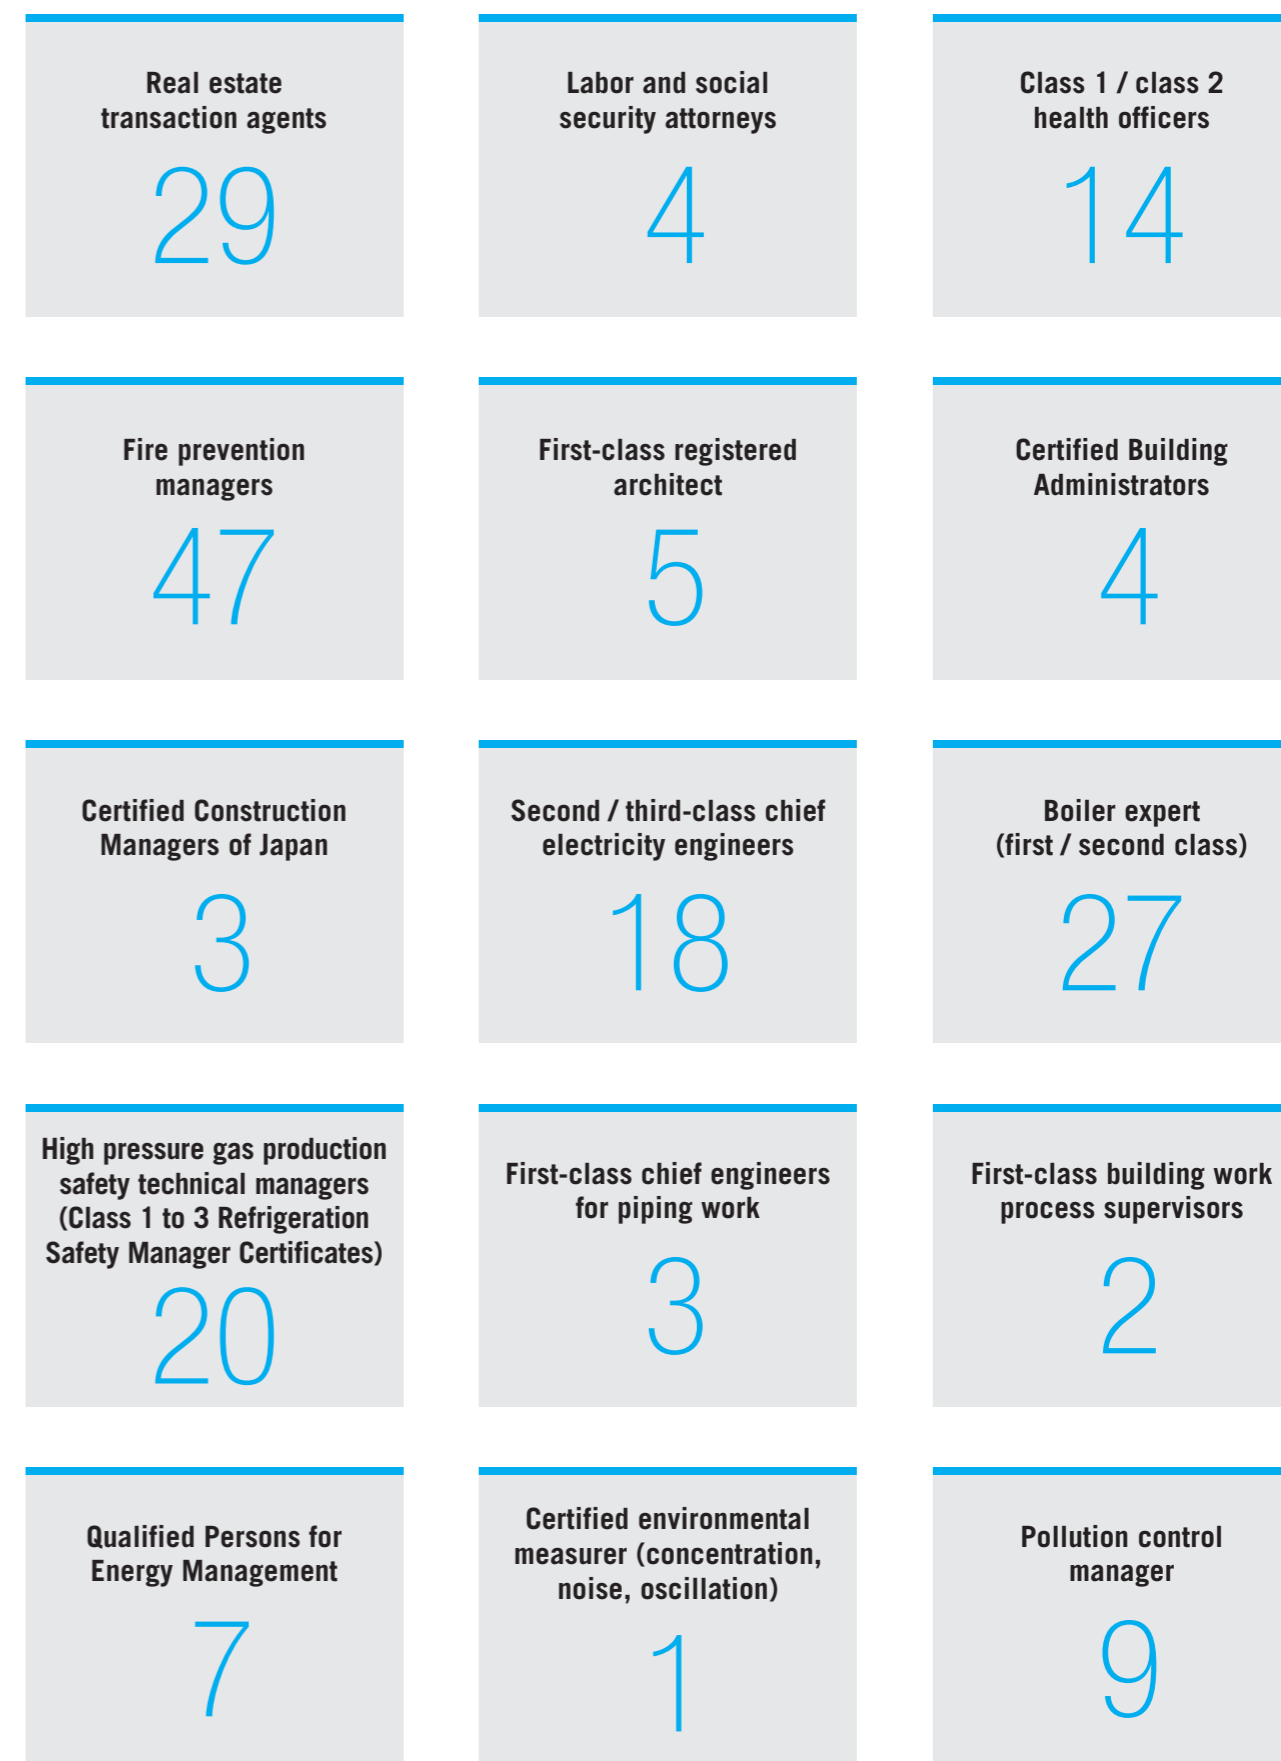 Real estate
transaction agents
29
Labor and social
security attorneys
4
Class 1 / class 2
health officers
14
Fire prevention
managers
47
First-class registered
architect
5
Certified Building
Administrators
4
Certified Construction
Managers of Japan
3
Second / third-class chief
electricity engineers
18
Boiler expert
(first / second class)
27
High pressure gas production
safety technical managers
(Class 1 to 3 Refrigeration
Safety Manager Certificates)
20
First-class chief engineers
for piping work
3
First-class building work
process supervisors
2
Qualified Persons for
Energy Management
7
Certified environmental
measurer (concentration,
noise, oscillation)
1
Pollution control
manager
9